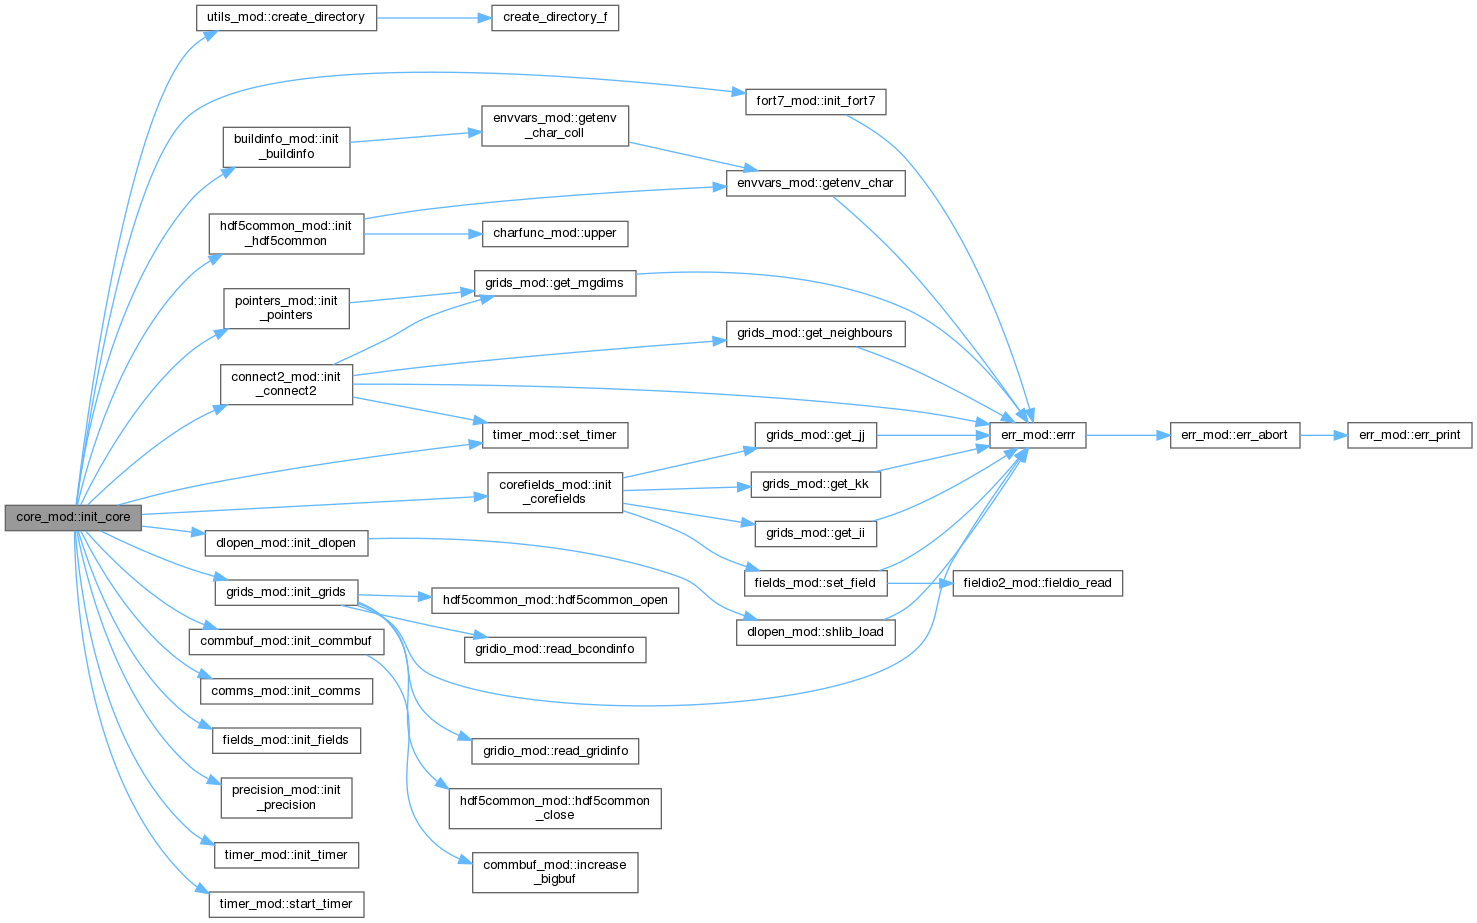 utils_mod::create_directory
create_directory_f
fort7_mod::init_fort7
buildinfo_mod::init
_buildinfo
envvars_mod::getenv
_char_coll
envvars_mod::getenv_char
hdf5common_mod::init
_hdf5common
charfunc_mod::upper
pointers_mod::init
_pointers
grids_mod::get_mgdims
grids_mod::get_neighbours
connect2_mod::init
_connect2
timer_mod::set_timer
grids_mod::get_jj
err_mod::errr
err_mod::err_abort
err_mod::err_print
corefields_mod::init
_corefields
grids_mod::get_kk
core_mod::init_core
grids_mod::get_ii
dlopen_mod::init_dlopen
fields_mod::set_field
fieldio2_mod::fieldio_read
grids_mod::init_grids
hdf5common_mod::hdf5common_open
dlopen_mod::shlib_load
commbuf_mod::init_commbuf
gridio_mod::read_bcondinfo
comms_mod::init_comms
fields_mod::init_fields
gridio_mod::read_gridinfo
precision_mod::init
_precision
hdf5common_mod::hdf5common
_close
timer_mod::init_timer
commbuf_mod::increase
_bigbuf
timer_mod::start_timer